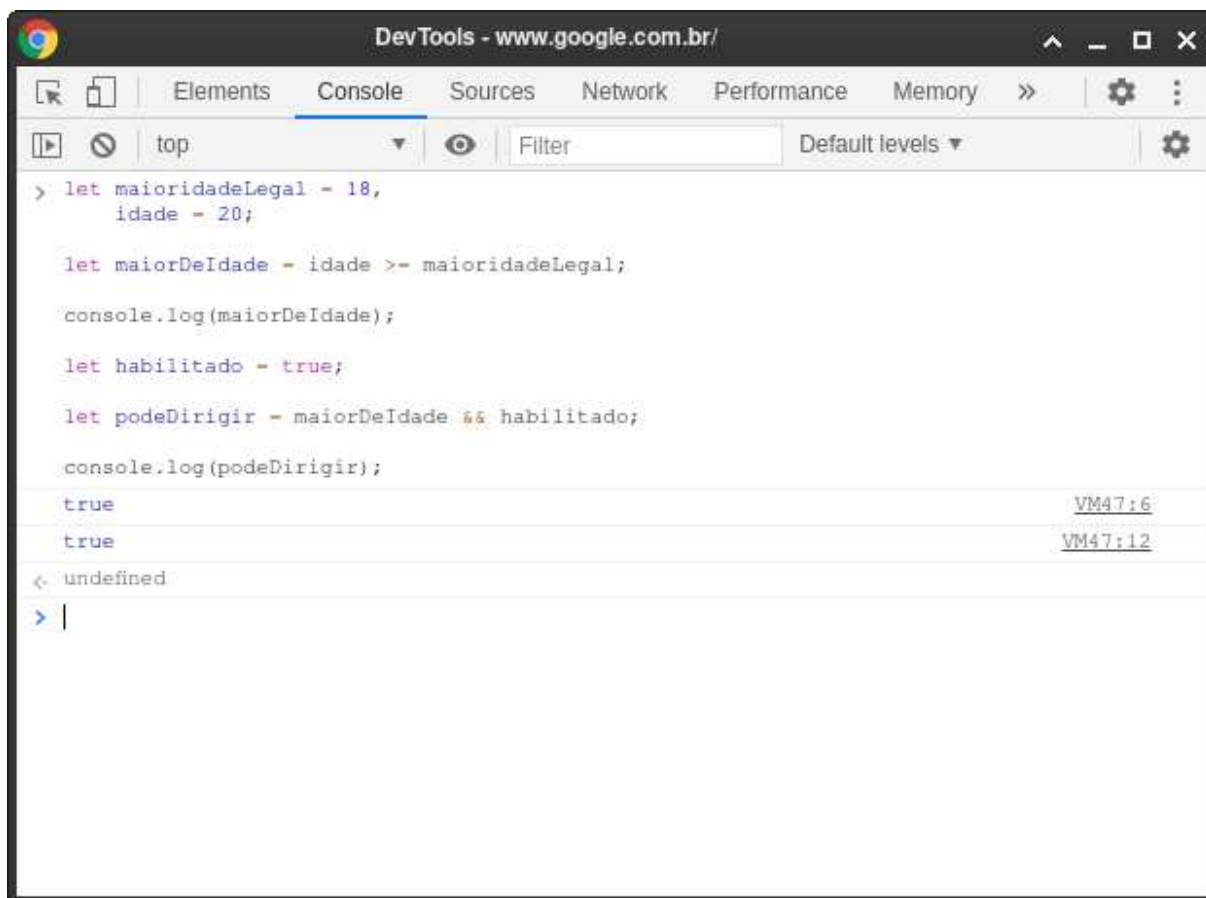 DevTools - www.google.com.br/
Elements Console Sources Network Performance Memory »
top Filter Default levels ▼
> let maioridadeLegal = 18,
idade = 20;
let maiorDeIdade = idade >= maioridadeLegal;
console.log(maiorDeIdade);
let habilitado = true;
let podeDirigir = maiorDeIdade && habilitado;
console.log(podeDirigir);
true VM47:6
true VM47:12
undefined
>